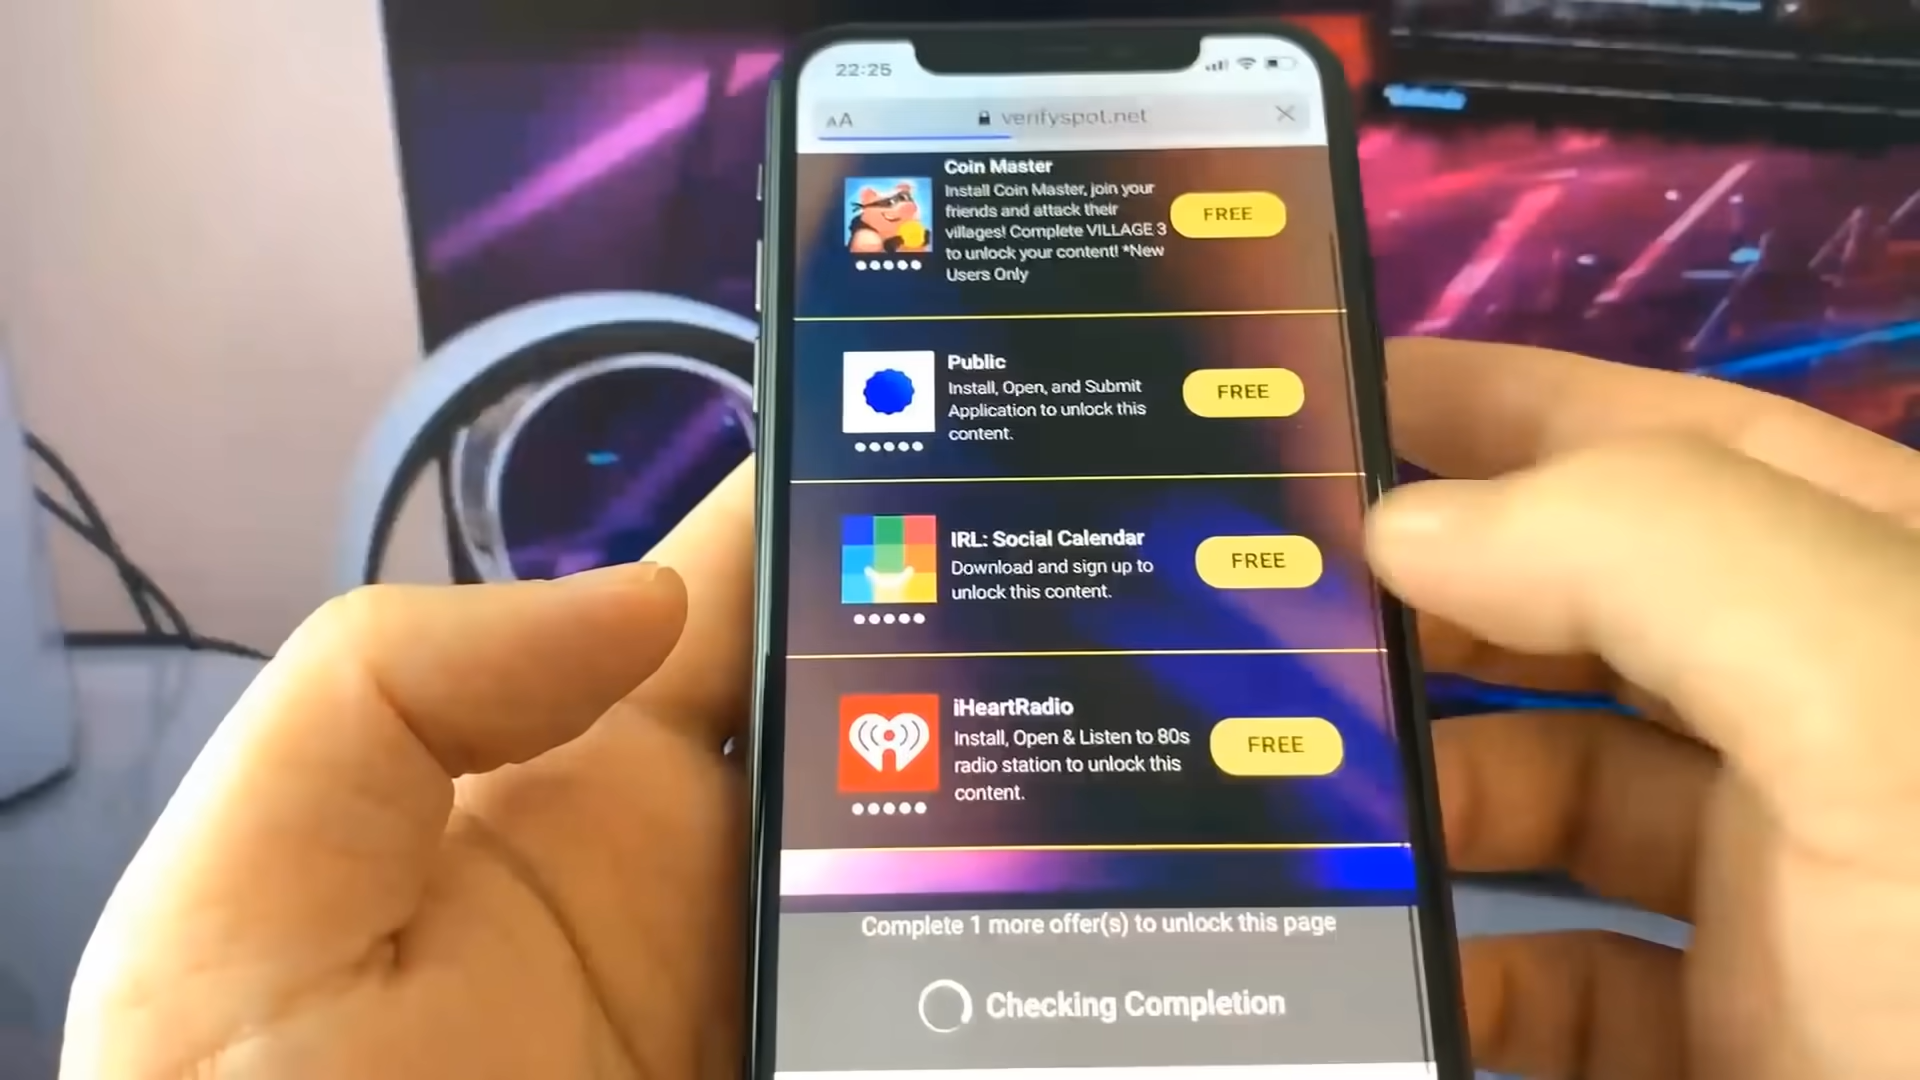 22:25
AA verifyspot.net
Coin Master
Install Coin Master, join your
friends and attack their
villages! Complete VILLAGE 3
to unlock your content! *New
Users Only
FREE
Public
Install, Open, and Submit
Application to unlock this
content.
FREE
IRL: Social Calendar
Download and sign up to
unlock this content.
FREE
iHeartRadio
Install, Open & Listen to 80s
radio station to unlock this
content.
FREE
Complete 1 more offer(s) to unlock this page
Checking Completion